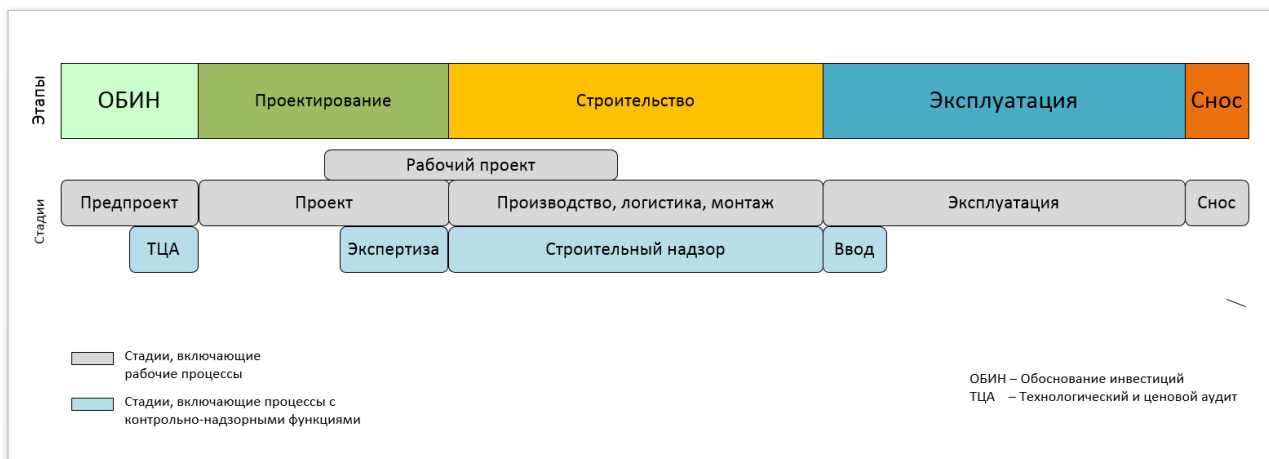 Этапы
ОБИН
Проектирование
Строительство
Эксплуатация
Снос
Стадии
Рабочий проект
Предпроект
Проект
Производство, логистика, монтаж
Эксплуатация
Снос
ТЦА
Экспертиза
Строительный надзор
Ввод
Стадии, включающие
рабочие процессы
Стадии, включающие процессы с
контрольно-надзорными функциями
ОБИН – Обоснование инвестиций
ТЦА – Технологический и ценовой аудит